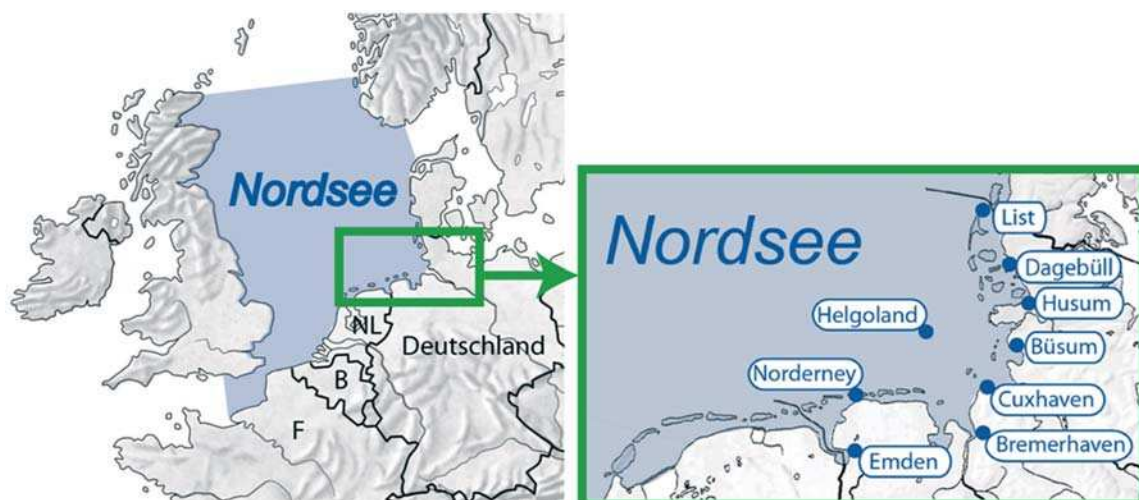 Nordsee
NL
Deutschland
B
F
Nordsee
List
Dagebüll
Husum
Helgoland
Büsum
Norderney
Cuxhaven
Bremerhaven
Emden